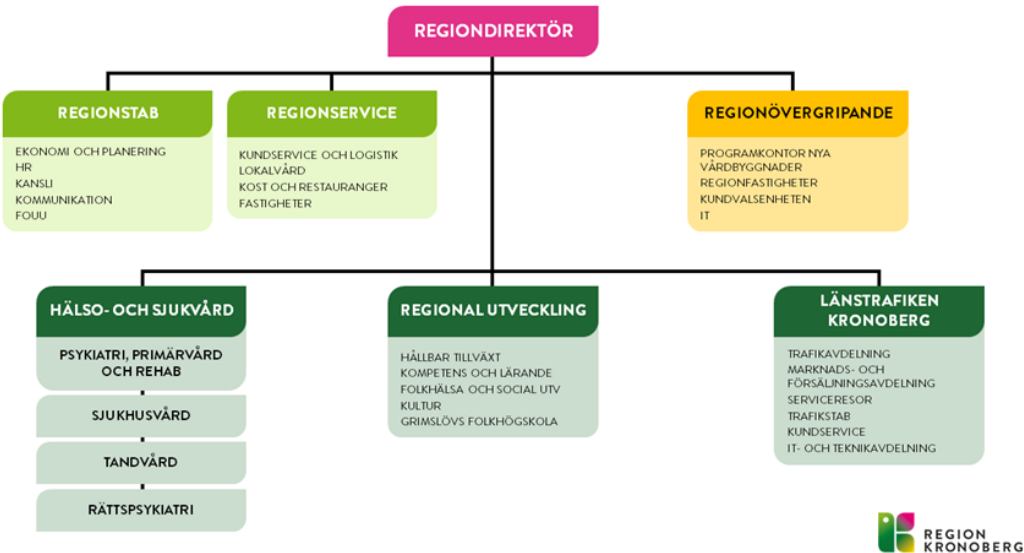 REGIONDIREKTÖR
REGIONSTAB
EKONOMI OCH PLANERING
HR
KANSLI
KOMMUNIKATION
FOUU
REGIONSERVICE
KUNDSERVICE OCH LOGISTIK
LOKALVÅRD
KOST OCH RESTAURANGER
FASTIGHETER
REGIONÖVERGRIPANDE
PROGRAMKONTOR NYA
VÅRDBYGGNADER
REGIONFASTIGHETER
KUNDVALSENHETEN
IT
HÄLSO- OCH SJUKVÅRD
PSYKIATRI, PRIMÄRVÅRD
OCH REHAB
SJUKHUSVÅRD
TANDVÅRD
RÄTTSPSYKIATRI
REGIONAL UTVECKLING
HÅLLBAR TILLVÄXT
KOMPETENS OCH LÄRANDE
FOLKHÄLSA OCH SOCIAL UTV
KULTUR
GRIMSLÖVS FOLKHÖGSKOLA
LÄNSTRAFIKEN
KRONOBERG
TRAFIKAVDELNING
MARKNADS- OCH
FÖRSÄLJNINGSAVDELNING
SERVICERESOR
TRAFIKSTAB
KUNDSERVICE
IT- OCH TEKNIKAVDELNING
REGION
KRONOBERG